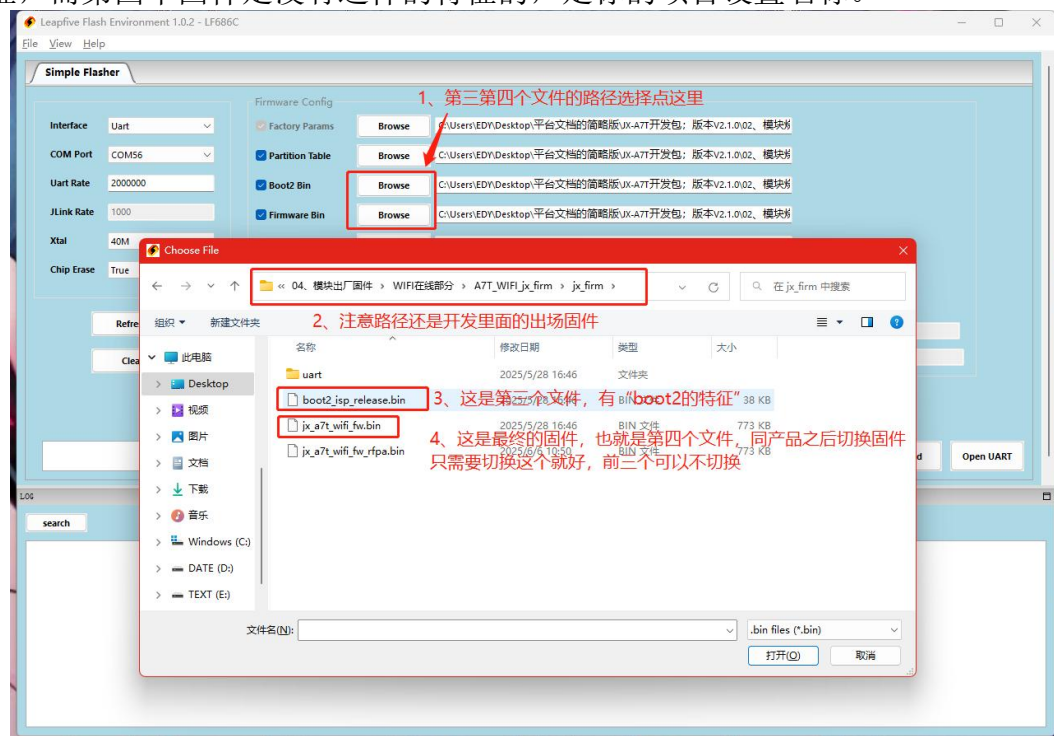 Leapfive Flash Environment 1.0.2 - LF686C
File View Help
Simple Flasher
Firmware Config
1、第三第四个文件的路径选择点这里
Interface Uart Factory Params Browse C:\Users\EDY\Desktop\平台文档的简略版\JX-A7T开发包；版本V2.1.0\02、模块
COM Port COM56 Partition Table Browse C:\Users\EDY\Desktop\平台文档的简略版\JX-A7T开发包；版本V2.1.0\02、模块
Uart Rate 2000000 Boot2 Bin Browse C:\Users\EDY\Desktop\平台文档的简略版\JX-A7T开发包；版本V2.1.0\02、模块
JLink Rate 1000 Firmware Bin Browse C:\Users\EDY\Desktop\平台文档的简略版\JX-A7T开发包；版本V2.1.0\02、模块
Xtal 40M
Chip Erase True
Choose File
« 04、模块出厂固件 › WIFI在线部分 › A7T_WIFI_jx_firm › jx_firm ›
在 jx_firm 中搜索
Refre
组织 新建文件夹
2、注意路径还是开发里面的出场固件
Clea
名称 修改日期 类型 大小
此电脑
Desktop
视频
图片
文档
下载
音乐
Windows (C:)
DATE (D:)
TEXT (E:)
uart 2025/5/28 16:46 文件夹
boot2_isp_release.bin BIN 38 KB
3、这是第三个文件，有“boot2的特征”
jx_a7t_wifi_fw.bin 2025/5/28 16:46 BIN 文件 773 KB
4、这是最终的固件，也就是第四个文件，同产品之后切换固件
只需要切换这个就好，前三个可以不切换
jx_a7t_wifi_fw_rfpa.bin 2025/6/6 10:50 BIN 文件 773 KB
d Open UART
LOG
search
文件名(N): .bin files (*.bin)
打开(O) 取消